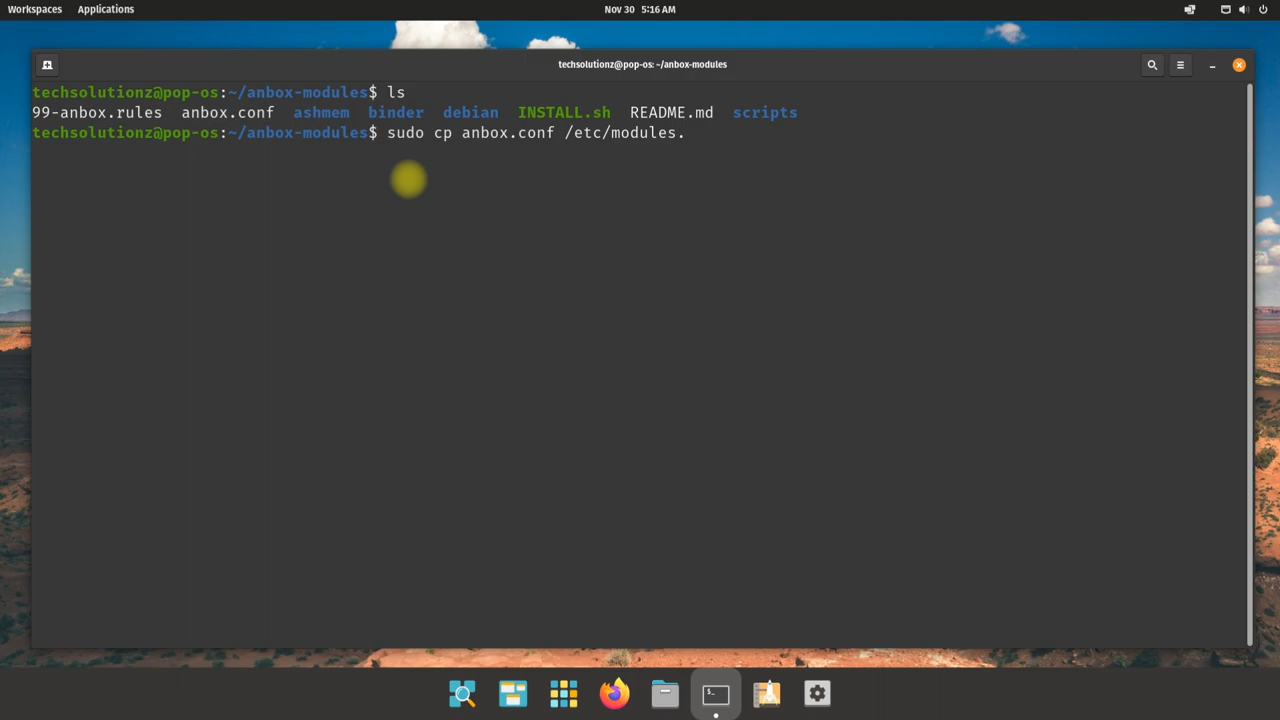 Workspaces Applications Nov 30 5:16 AM
techsolutionz@pop-os: ~/anbox-modules
techsolutionz@pop-os:~/anbox-modules$ ls
99-anbox.rules anbox.conf ashmem binder debian INSTALL.sh README.md scripts
techsolutionz@pop-os:~/anbox-modules$ sudo cp anbox.conf /etc/modules.
$_